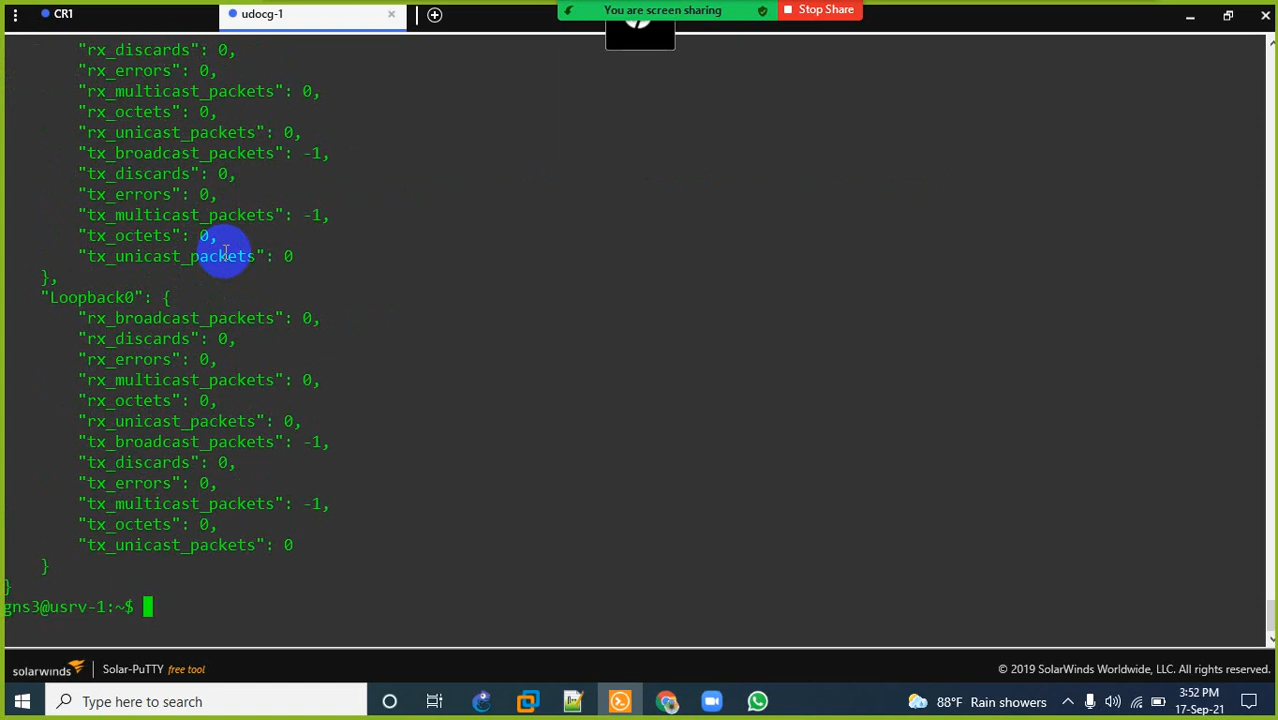 CR1
udocg-1
You are screen sharing
Stop Share
"rx_discards": 0,
"rx_errors": 0,
"rx_multicast_packets": 0,
"rx_octets": 0,
"rx_unicast_packets": 0,
"tx_broadcast_packets": -1,
"tx_discards": 0,
"tx_errors": 0,
"tx_multicast_packets": -1,
"tx_octets": 0,
"tx_unicast_packets": 0
},
"Loopback0": {
"rx_broadcast_packets": 0,
"rx_discards": 0,
"rx_errors": 0,
"rx_multicast_packets": 0,
"rx_octets": 0,
"rx_unicast_packets": 0,
"tx_broadcast_packets": -1,
"tx_discards": 0,
"tx_errors": 0,
"tx_multicast_packets": -1,
"tx_octets": 0,
"tx_unicast_packets": 0
}
}
gns3@usrv-1:~$
solarwinds Solar-PuTTY free tool
© 2019 SolarWinds Worldwide, LLC. All rights reserved.
Type here to search
88°F Rain showers
3:52 PM
17-Sep-21